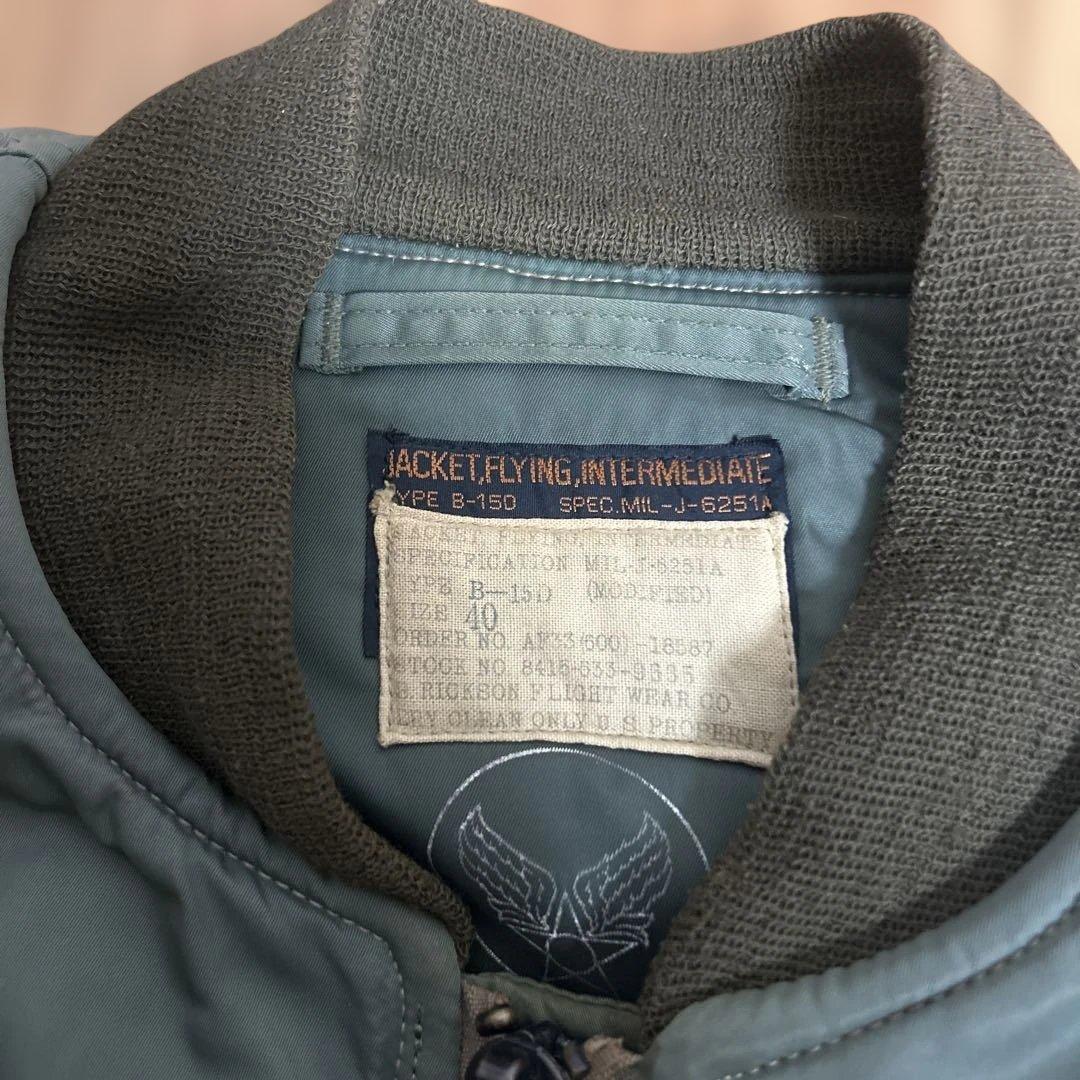 JACKET,FLYING,INTERMEDIATE
TYPE B-15D SPEC.MIL-J-6251A
SPECIFICATION MIL-J-6251A
TYPE B-15D (MODIFIED)
SIZE 40
ORDER NO. AF33(600)-18587
STOCK NO. 8415-633-
RICKSON FLIGHT WEAR CO
DRY CLEAN ONLY U S PROPERTY